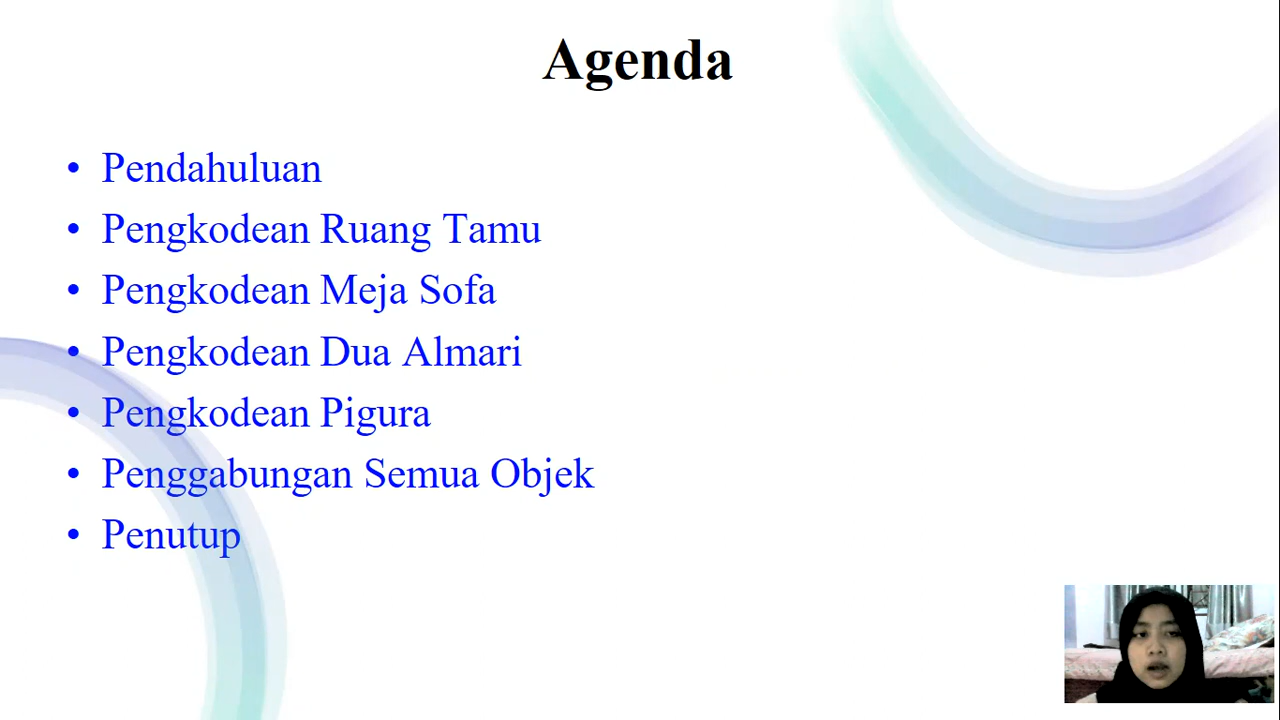 Agenda
• Pendahuluan
• Pengkodean Ruang Tamu
• Pengkodean Meja Sofa
• Pengkodean Dua Almari
• Pengkodean Pigura
• Penggabungan Semua Objek
• Penutup